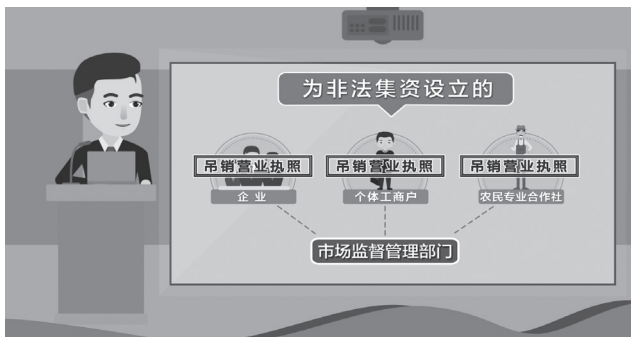 为非法集资设立的
吊销营业执照 吊销营业执照 吊销营业执照
企业 个体工商户 农民专业合作社
市场监督管理部门